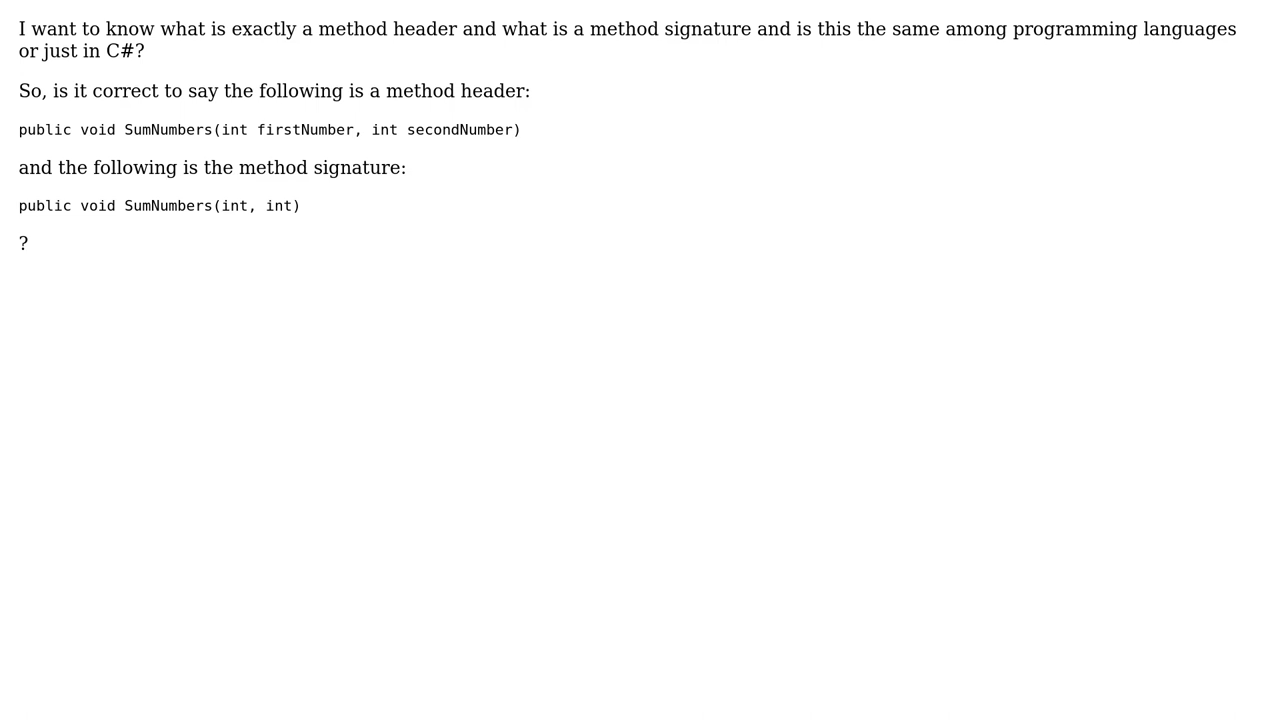 I want to know what is exactly a method header and what is a method signature and is this the same among programming languages
or just in C#?
So, is it correct to say the following is a method header:
public void SumNumbers(int firstNumber, int secondNumber)
and the following is the method signature:
public void SumNumbers(int, int)
?